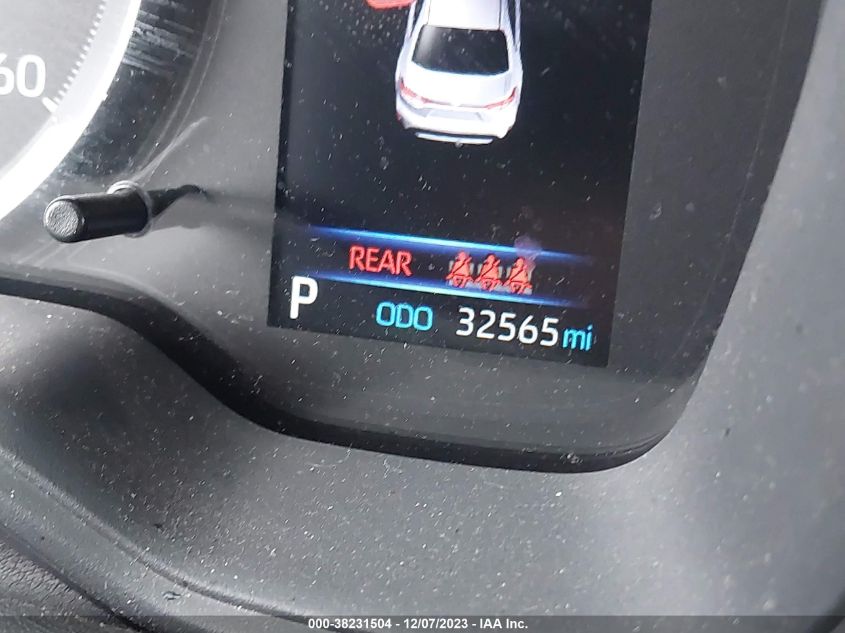 60
REAR
P ODO 32565 mi
000-38231504 - 12/07/2023 - IAA Inc.